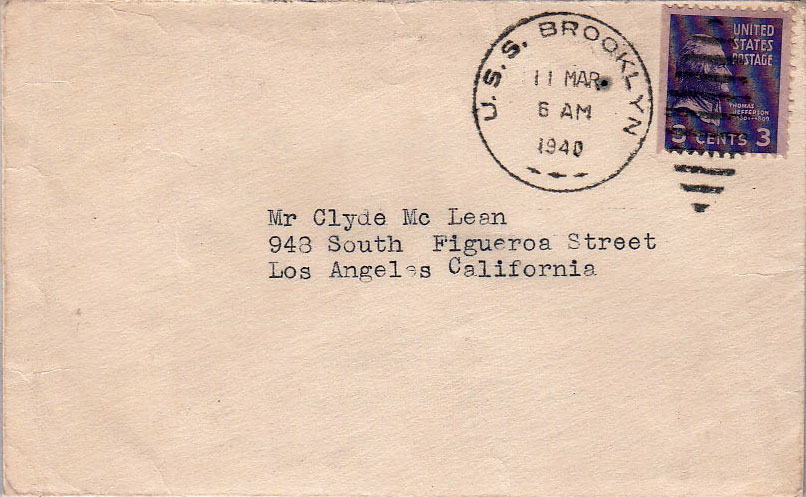 U.S.S. BROOKLYN
11 MAR
6 AM
1940
UNITED
STATES
POSTAGE
THOMAS
JEFFERSON
3 CENTS 3
Mr Clyde Mc Lean
948 South Figueroa Street
Los Angeles California